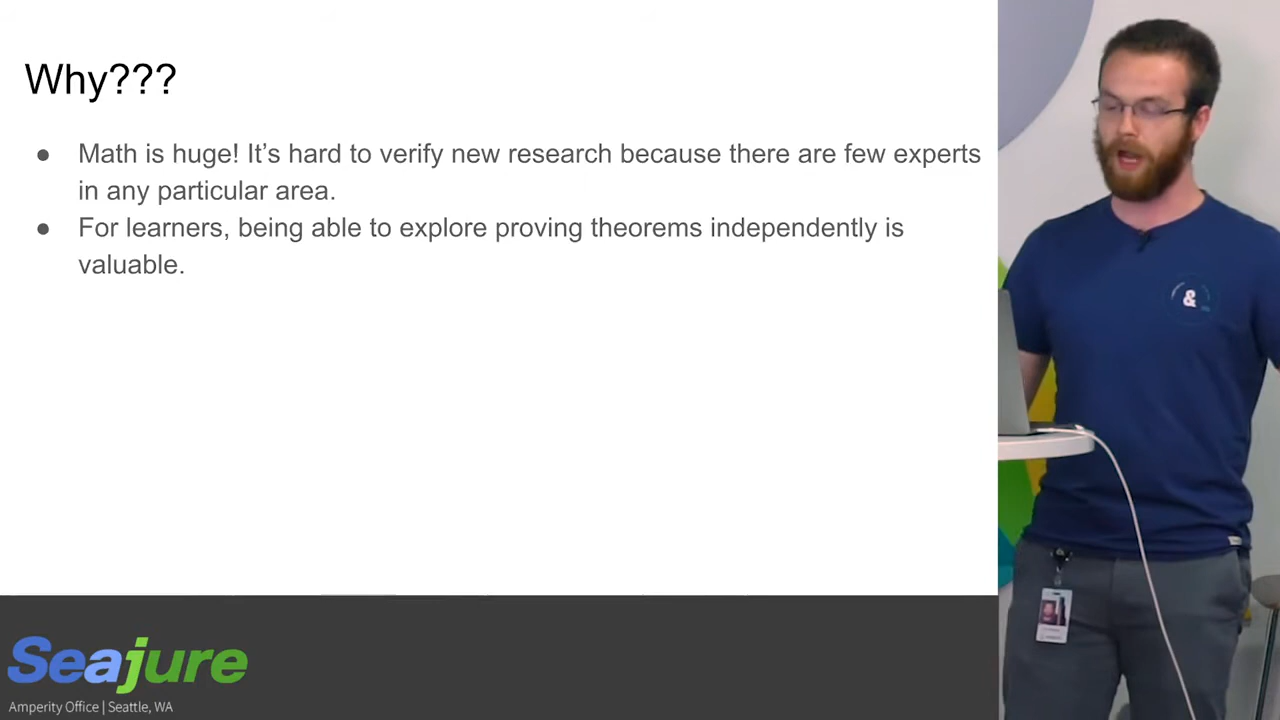 Why???
● Math is huge! It’s hard to verify new research because there are few experts
in any particular area.
● For learners, being able to explore proving theorems independently is
valuable.
&
Seajure
Amperity Office | Seattle, WA